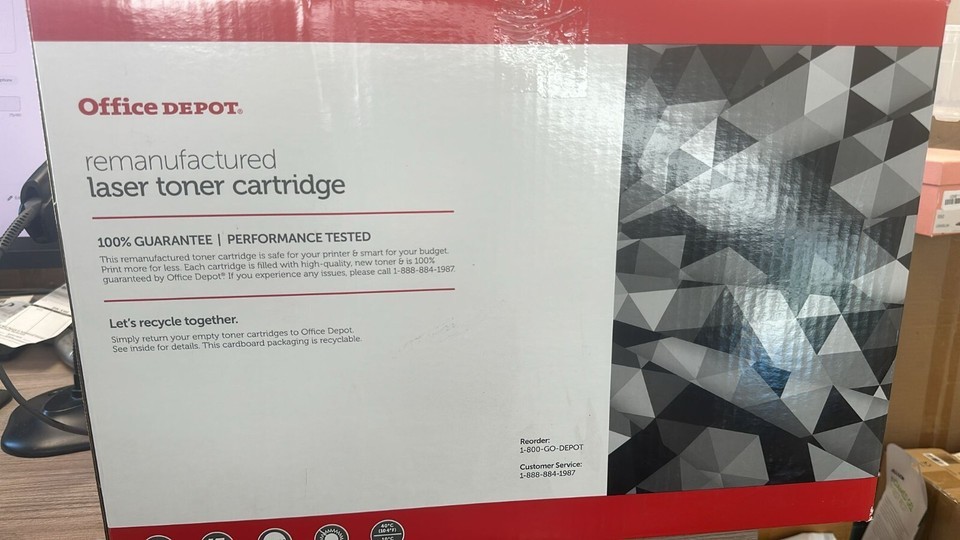 Office DEPOT®
remanufactured
laser toner cartridge
100% GUARANTEE | PERFORMANCE TESTED
This remanufactured toner cartridge is safe for your printer & smart for your budget.
Print more for less. Each cartridge is filled with high-quality, new toner & is 100%
guaranteed by Office Depot® If you experience any issues, please call 1-888-884-1987.
Let's recycle together.
Simply return your empty toner cartridges to Office Depot.
See inside for details. This cardboard packaging is recyclable.
Reorder:
1-800-GO-DEPOT
Customer Service:
1-888-884-1987
40°C